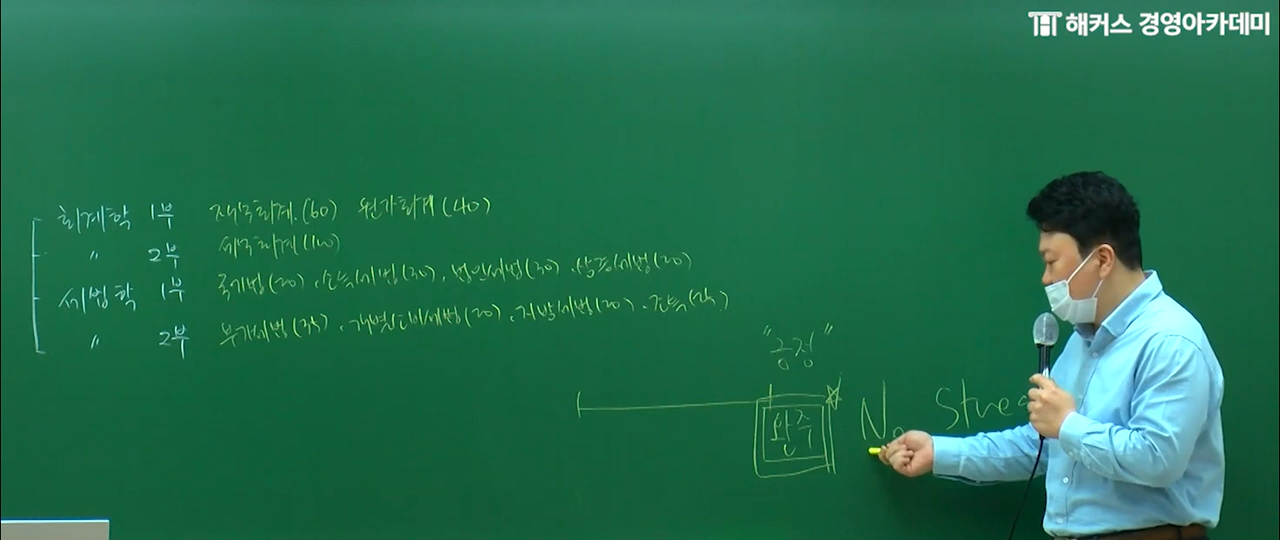 해커스 경영아카데미
회계학 1부 재무회계(60) 원가회계(40)
〃 2부 세무회계(100)
세법학 1부 국기법(20), 소득세법(30), 법인세법(30), 상증세법(20)
〃 2부 부가세법(35), 개별소비세법(20), 지방세법(20), 조특(25)
"긍정"
완주
No Stre